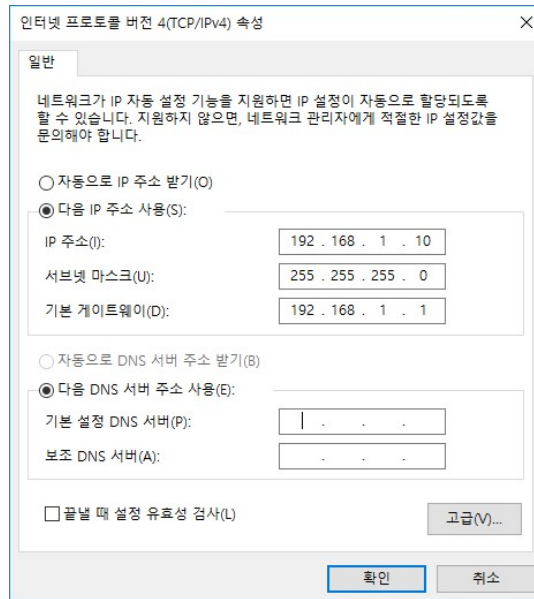 인터넷 프로토콜 버전 4(TCP/IPv4) 속성
일반
네트워크가 IP 자동 설정 기능을 지원하면 IP 설정이 자동으로 할당되도록
할 수 있습니다. 지원하지 않으면, 네트워크 관리자에게 적절한 IP 설정값을
문의해야 합니다.
자동으로 IP 주소 받기(O)
다음 IP 주소 사용(S):
IP 주소(I): 192 . 168 . 1 . 10
서브넷 마스크(U): 255 . 255 . 255 . 0
기본 게이트웨이(D): 192 . 168 . 1 . 1
자동으로 DNS 서버 주소 받기(B)
다음 DNS 서버 주소 사용(E):
기본 설정 DNS 서버(P): . . .
보조 DNS 서버(A): . . .
끝낼 때 설정 유효성 검사(L)
고급(V)...
확인 취소